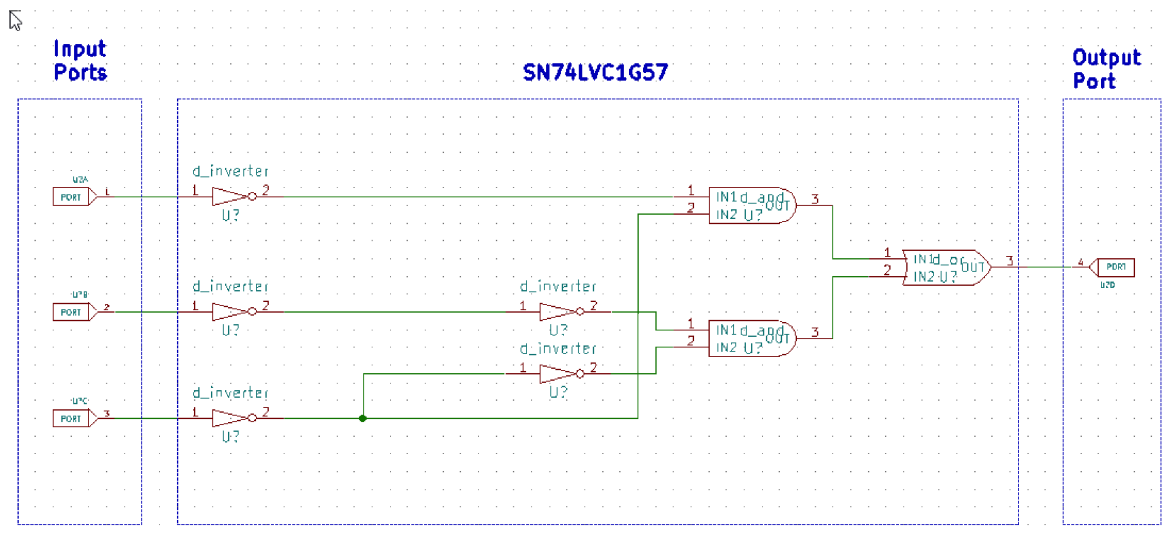 Input
Ports
SN74LVC1G57
Output
Port
d_inverter
U?A
PORT 1
1 2
U?
1 IN1 d_and
2 IN2 U? OUT 3
1 IN1 d_or
2 IN2 U? OUT 3
4 PORT
U?D
d_inverter
d_inverter
U?B
PORT 2
1 2
1 2
U?
U?
1 IN1 d_and
2 IN2 U? OUT 3
d_inverter
1 2
U?
d_inverter
U?C
PORT 3
1 2
U?